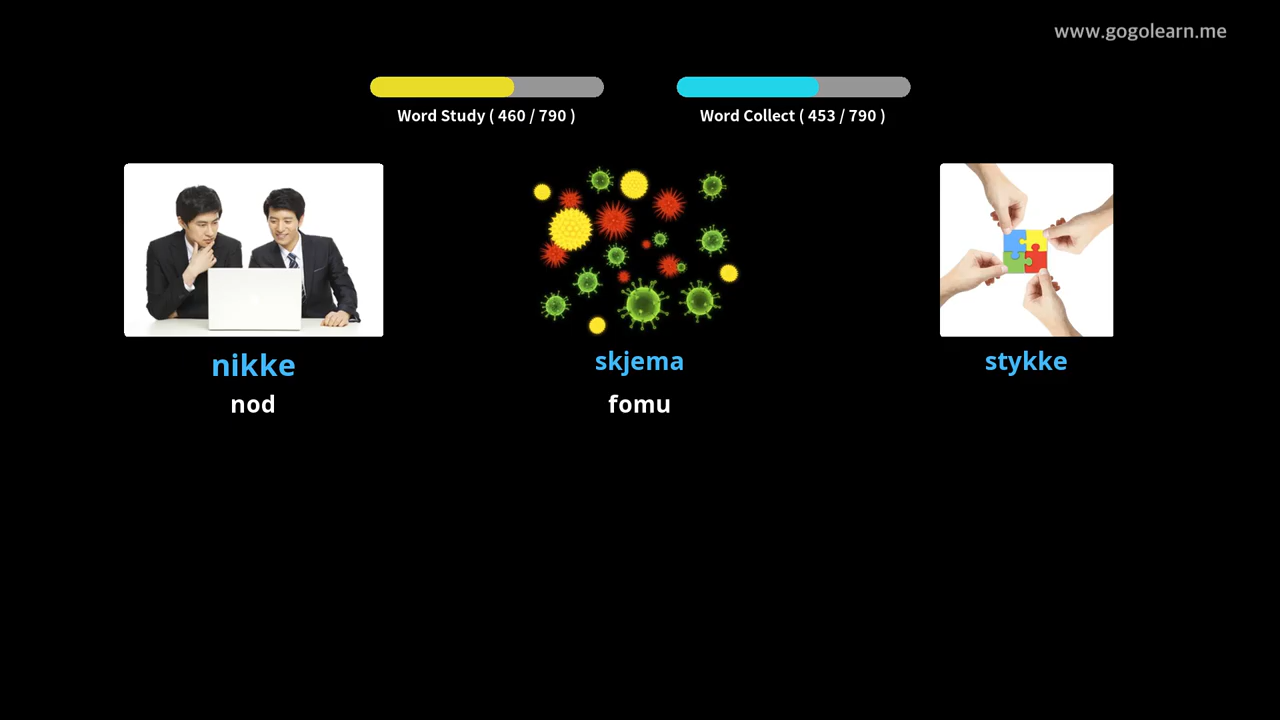 www.gogolearn.me
Word Study ( 460 / 790 )
Word Collect ( 453 / 790 )
nikke
skjema
stykke
nod
fomu